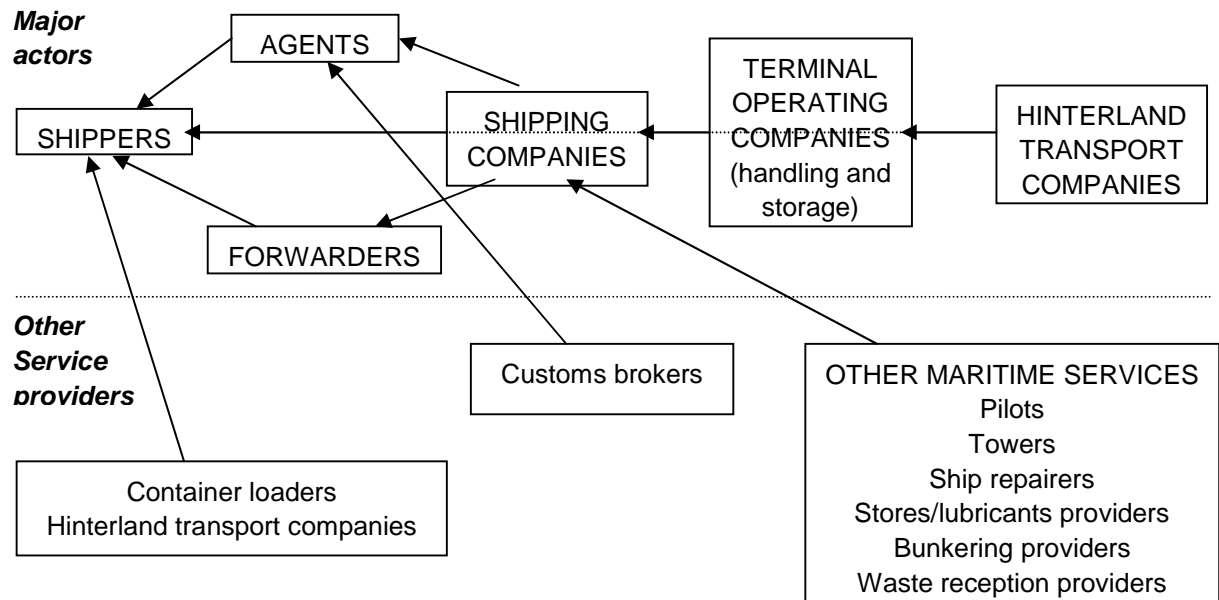 Major
actors
AGENTS
SHIPPERS
SHIPPING
COMPANIES
TERMINAL
OPERATING
COMPANIES
(handling and
storage)
HINTERLAND
TRANSPORT
COMPANIES
FORWARDERS
Other
Service
providers
Customs brokers
Container loaders
Hinterland transport companies
OTHER MARITIME SERVICES
Pilots
Towers
Ship repairers
Stores/lubricants providers
Bunkering providers
Waste reception providers